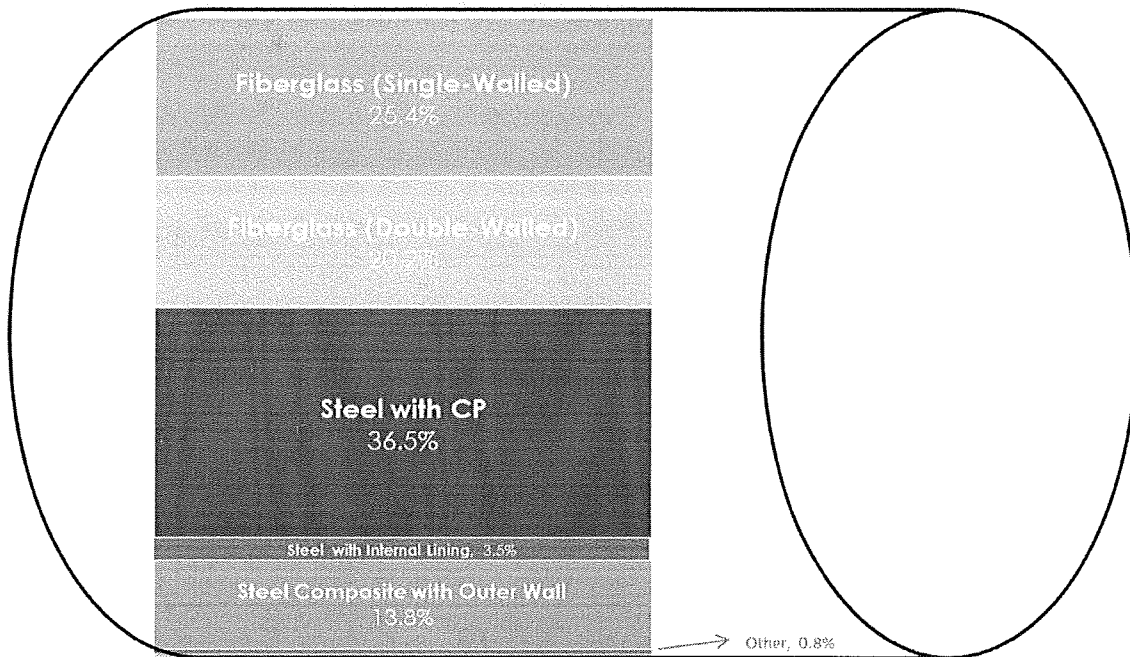 Fiberglass (Single-Walled)
25.4%
Fiberglass (Double-Walled)
Steel with CP
36.5%
Steel with Internal Lining, 3.5%
Steel Composite with Outer Wall
13.8%
Other, 0.8%